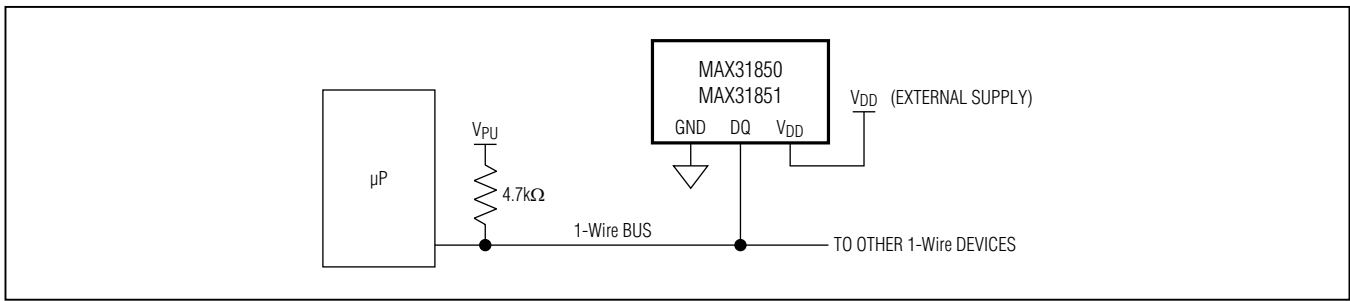 MAX31850
MAX31851
GND DQ VDD
VDD (EXTERNAL SUPPLY)
VPU
µP
4.7kΩ
1-Wire BUS
TO OTHER 1-Wire DEVICES